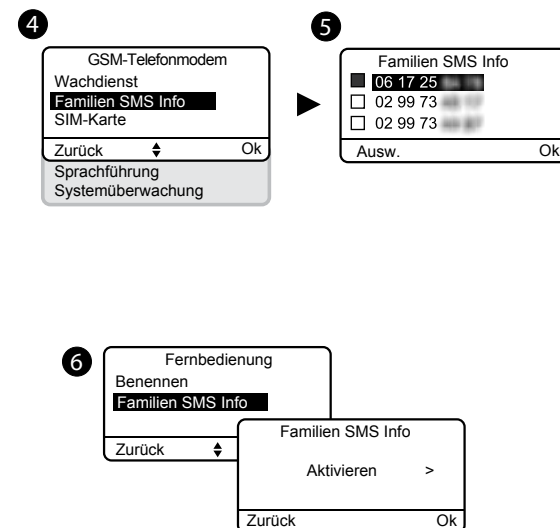 4
GSM-Telefonmodem
Wachdienst
Familien SMS Info
SIM-Karte
Zurück Ok
Sprachführung
Systemüberwachung
5
Familien SMS Info
06 17 25
02 99 73
02 99 73
Ausw. Ok
6
Fernbedienung
Benennen
Familien SMS Info
Zurück
Familien SMS Info
Aktivieren >
Zurück Ok